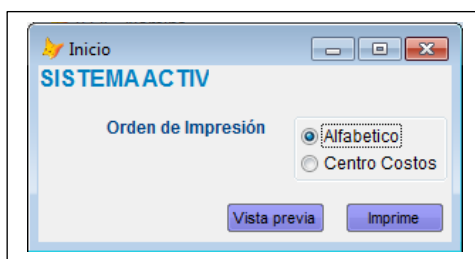 Inicio
SISTEMA ACTIV
Orden de Impresión
Alfabetico
Centro Costos
Vista previa
Imprime